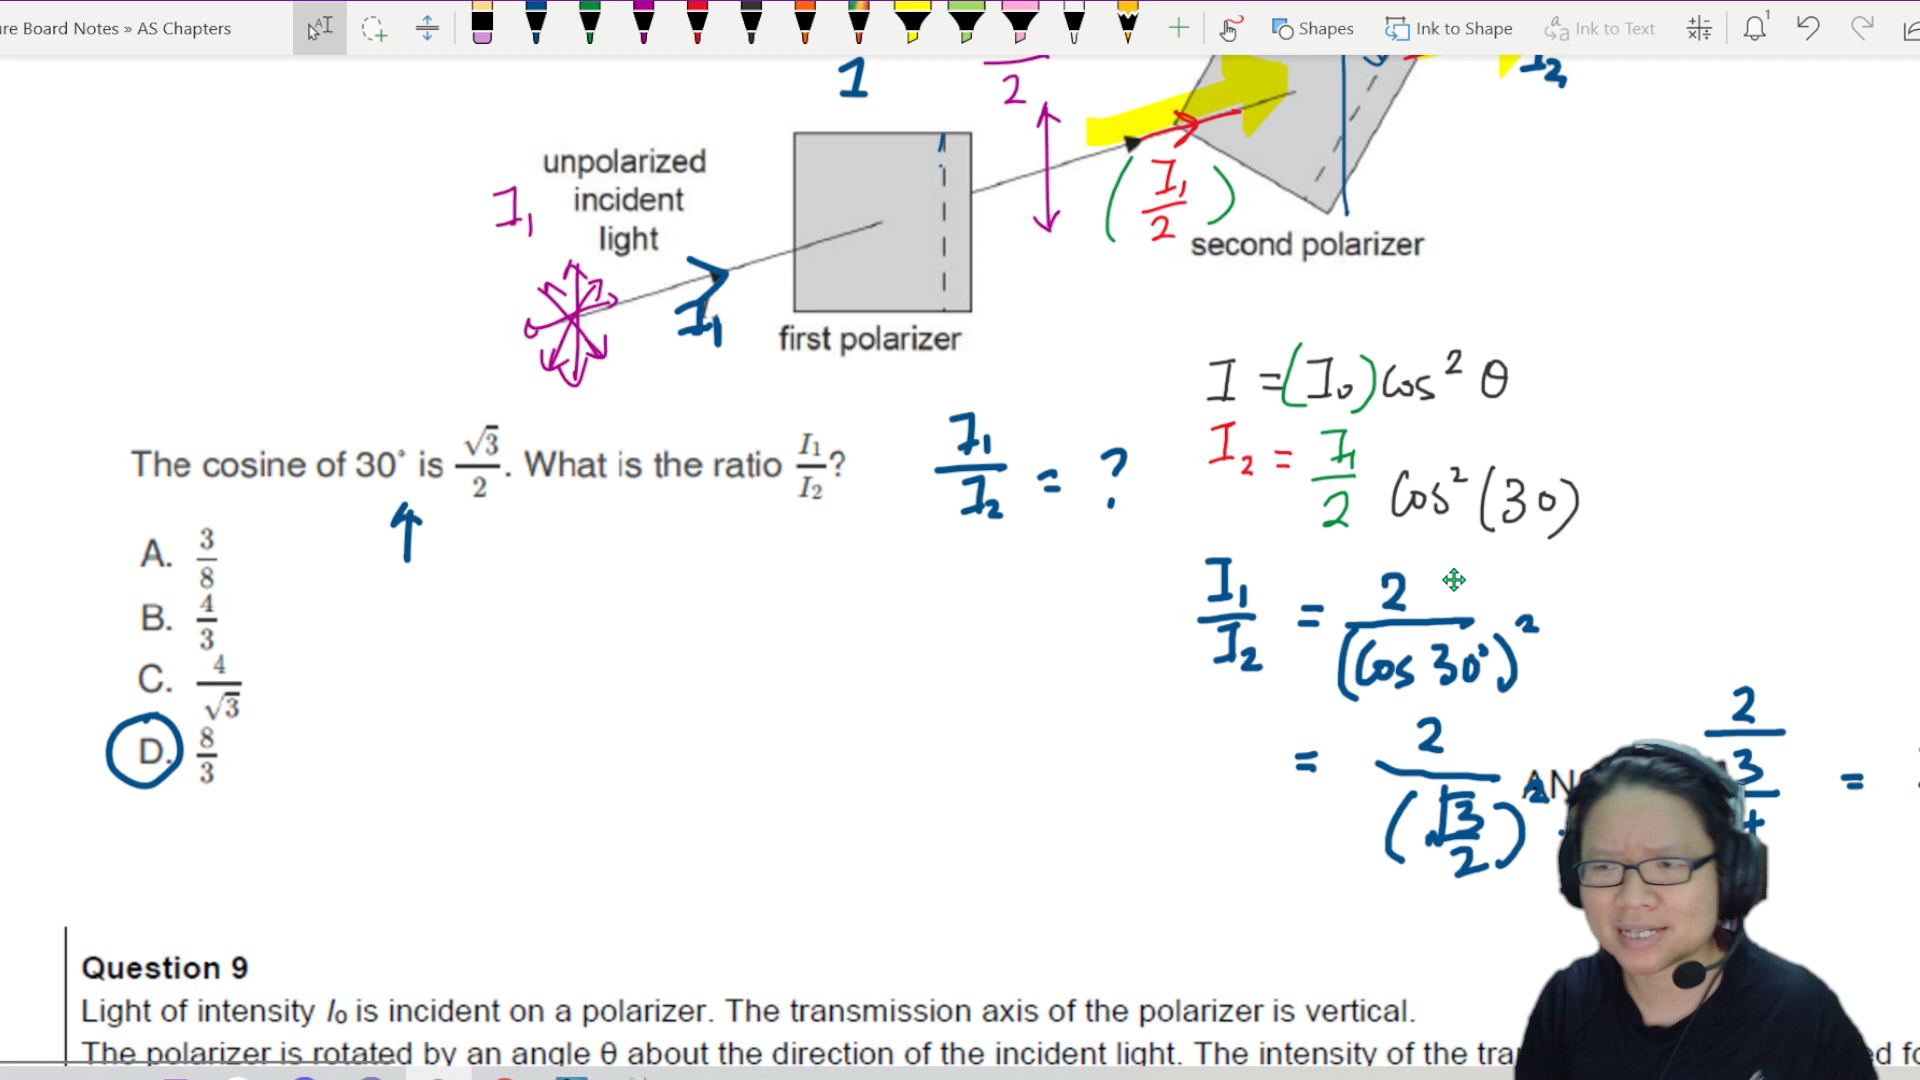 re Board Notes » AS Chapters
Shapes
Ink to Shape
Ink to Text
1
1
2
I2
unpolarized
incident
light
I1
I1
first polarizer
(I1/2)
second polarizer
I = (I0) cos² θ
The cosine of 30° is √3/2. What is the ratio I1/I2?
I1/I2 = ?
I2 = I1/2 cos² (30)
A. 3/8
B. 4/3
C. 4/√3
D. 8/3
I1/I2 = 2/(cos 30°)²
= 2/(√3/2)²
2/(3/4) =
Question 9
Light of intensity I0 is incident on a polarizer. The transmission axis of the polarizer is vertical.
The polarizer is rotated by an angle θ about the direction of the incident light. The intensity of the